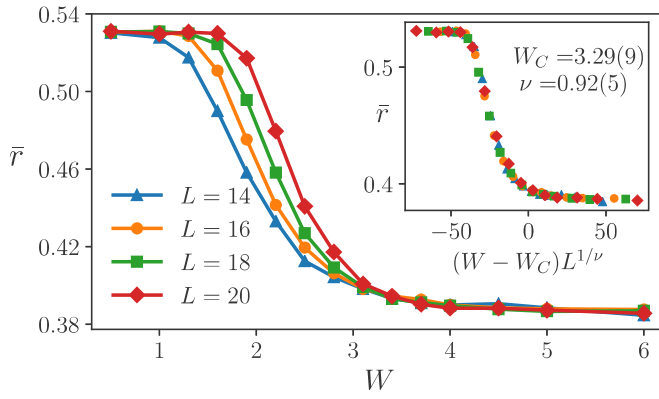 0.54
0.50
0.46
0.42
0.38
r̄
L = 14
L = 16
L = 18
L = 20
1 2 3 4 5 6
W
W_C =3.29(9)
ν =0.92(5)
0.5
0.4
r̄
−50 0 50
(W − W_C)L^{1/ν}